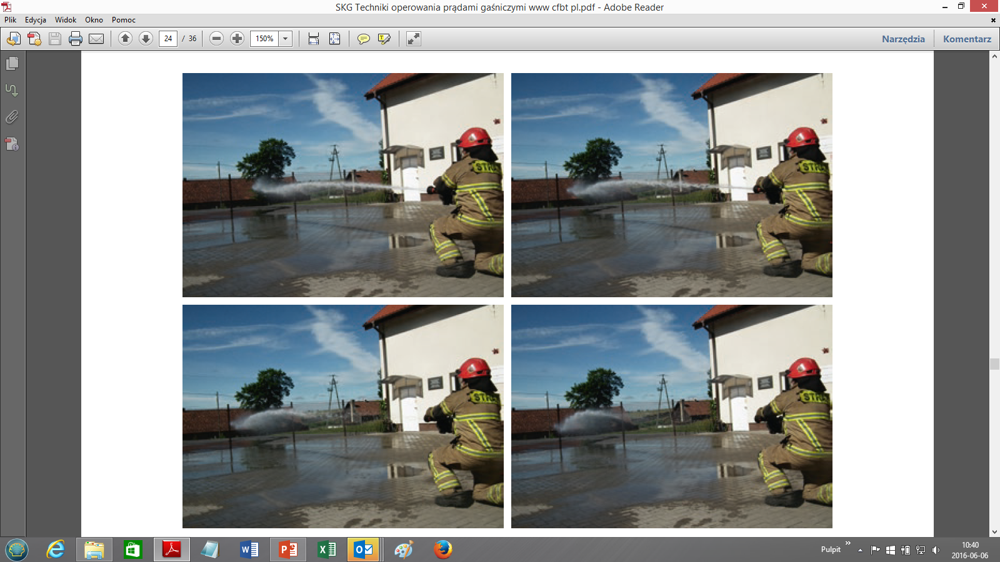 SKG Techniki operowania prądami gaśniczymi www cfbt pl.pdf - Adobe Reader
Plik Edycja Widok Okno Pomoc
24 / 36 150% Narzędzia Komentarz
Pulpit
10:40
2016-06-06